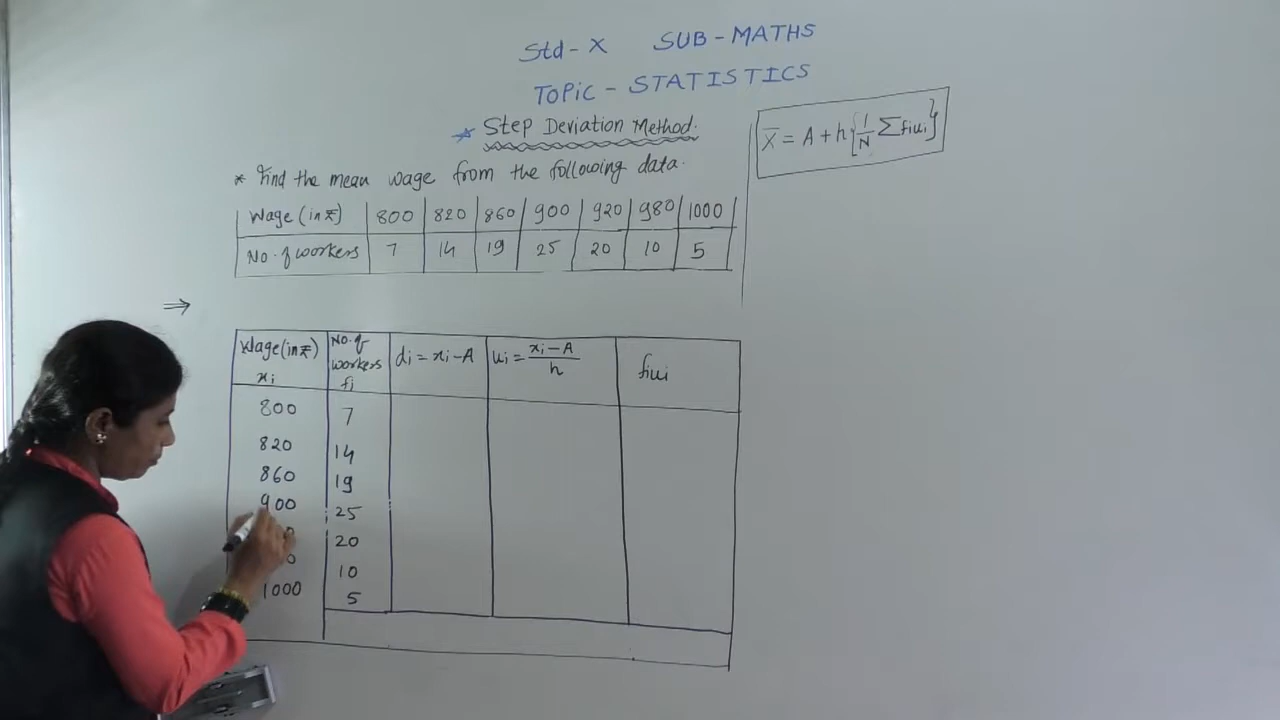 Std - X SUB - MATHS
TOPIC - STATISTICS
* Step Deviation Method.
X̄ = A + h{1/N Σfiui}
* Find the mean wage from the following data.
Wage (in ₹) 800 820 860 900 920 980 1000
No. of workers 7 14 19 25 20 10 5
⇒
Wage (in ₹) xi No. of workers fi di = xi - A ui = xi - A / h fiui
800 7
820 14
860 19
900 25
20
10
1000 5